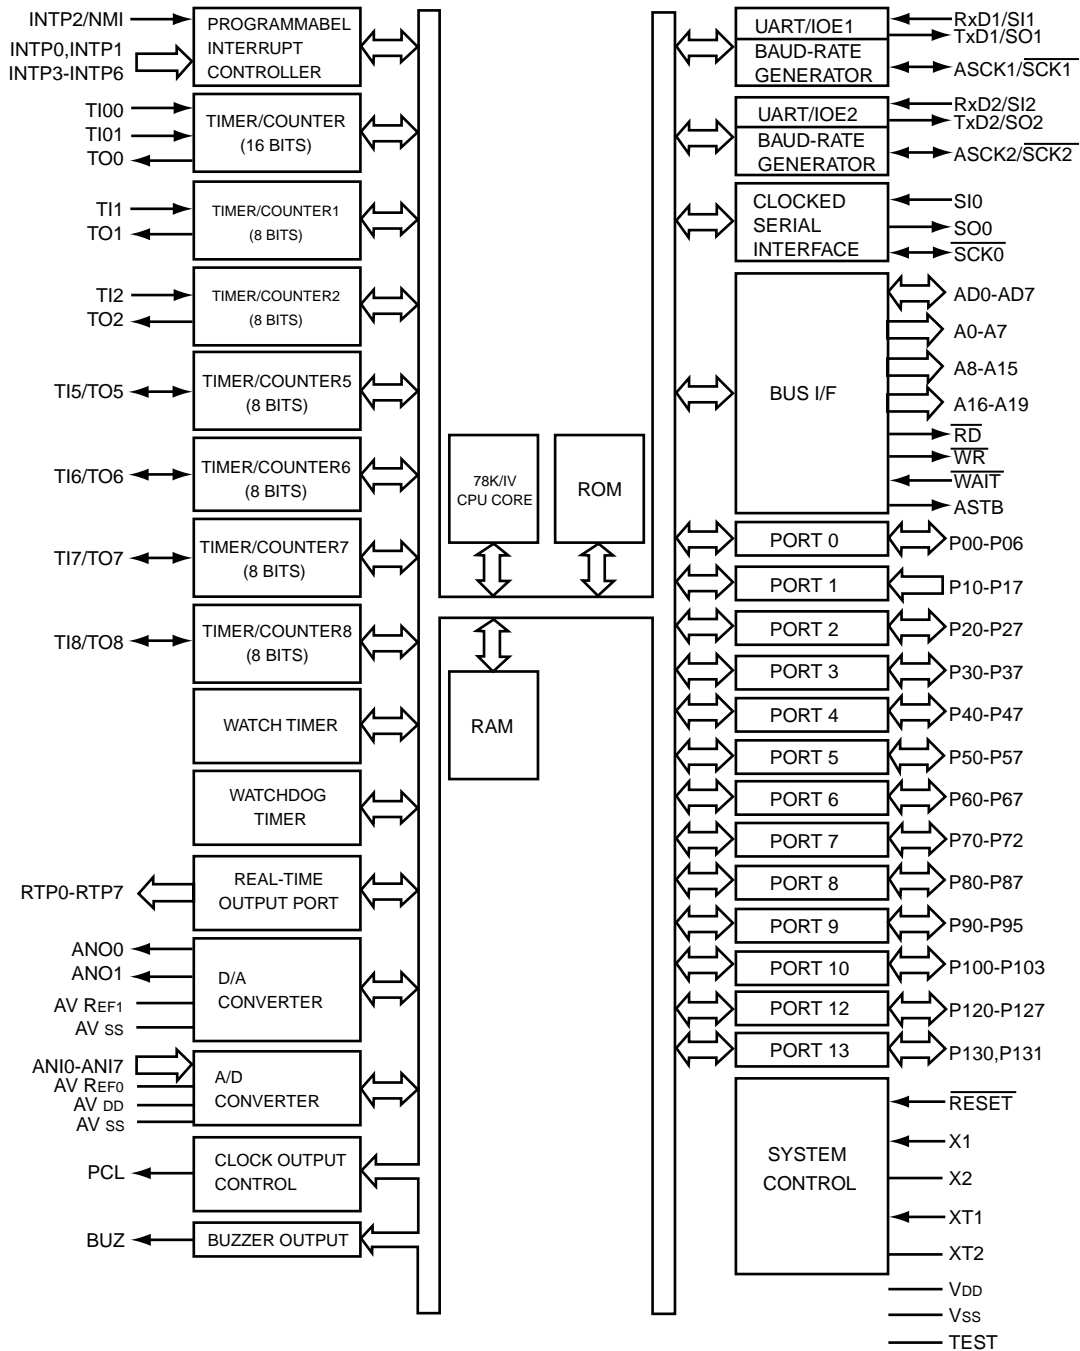 INTP2/NMI
INTP0,INTP1
INTP3-INTP6
PROGRAMMABEL
INTERRUPT
CONTROLLER
TI00
TI01
TO0
TIMER/COUNTER
(16 BITS)
TI1
TO1
TIMER/COUNTER1
(8 BITS)
TI2
TO2
TIMER/COUNTER2
(8 BITS)
TI5/TO5
TIMER/COUNTER5
(8 BITS)
TI6/TO6
TIMER/COUNTER6
(8 BITS)
TI7/TO7
TIMER/COUNTER7
(8 BITS)
TI8/TO8
TIMER/COUNTER8
(8 BITS)
WATCH TIMER
WATCHDOG
TIMER
RTP0-RTP7
REAL-TIME
OUTPUT PORT
ANO0
ANO1
AV REF1
AV SS
D/A
CONVERTER
ANI0-ANI7
AV REF0
AV DD
AV SS
A/D
CONVERTER
PCL
CLOCK OUTPUT
CONTROL
BUZ
BUZZER OUTPUT
78K/IV
CPU CORE
ROM
RAM
UART/IOE1
BAUD-RATE
GENERATOR
RxD1/SI1
TxD1/SO1
ASCK1/SCK1
UART/IOE2
BAUD-RATE
GENERATOR
RxD2/SI2
TxD2/SO2
ASCK2/SCK2
CLOCKED
SERIAL
INTERFACE
SI0
SO0
SCK0
BUS I/F
AD0-AD7
A0-A7
A8-A15
A16-A19
RD
WR
WAIT
ASTB
PORT 0
P00-P06
PORT 1
P10-P17
PORT 2
P20-P27
PORT 3
P30-P37
PORT 4
P40-P47
PORT 5
P50-P57
PORT 6
P60-P67
PORT 7
P70-P72
PORT 8
P80-P87
PORT 9
P90-P95
PORT 10
P100-P103
PORT 12
P120-P127
PORT 13
P130,P131
SYSTEM
CONTROL
RESET
X1
X2
XT1
XT2
VDD
VSS
TEST